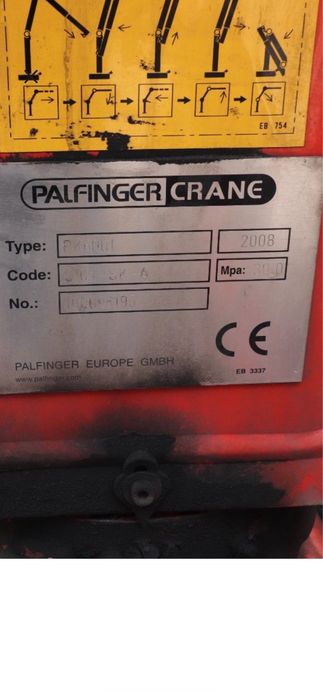 EB 754
PALFINGER CRANE
Type: 2008
Code: Mpa:
No.:
PALFINGER EUROPE GMBH
www.palfinger.com
EB 3337
CE